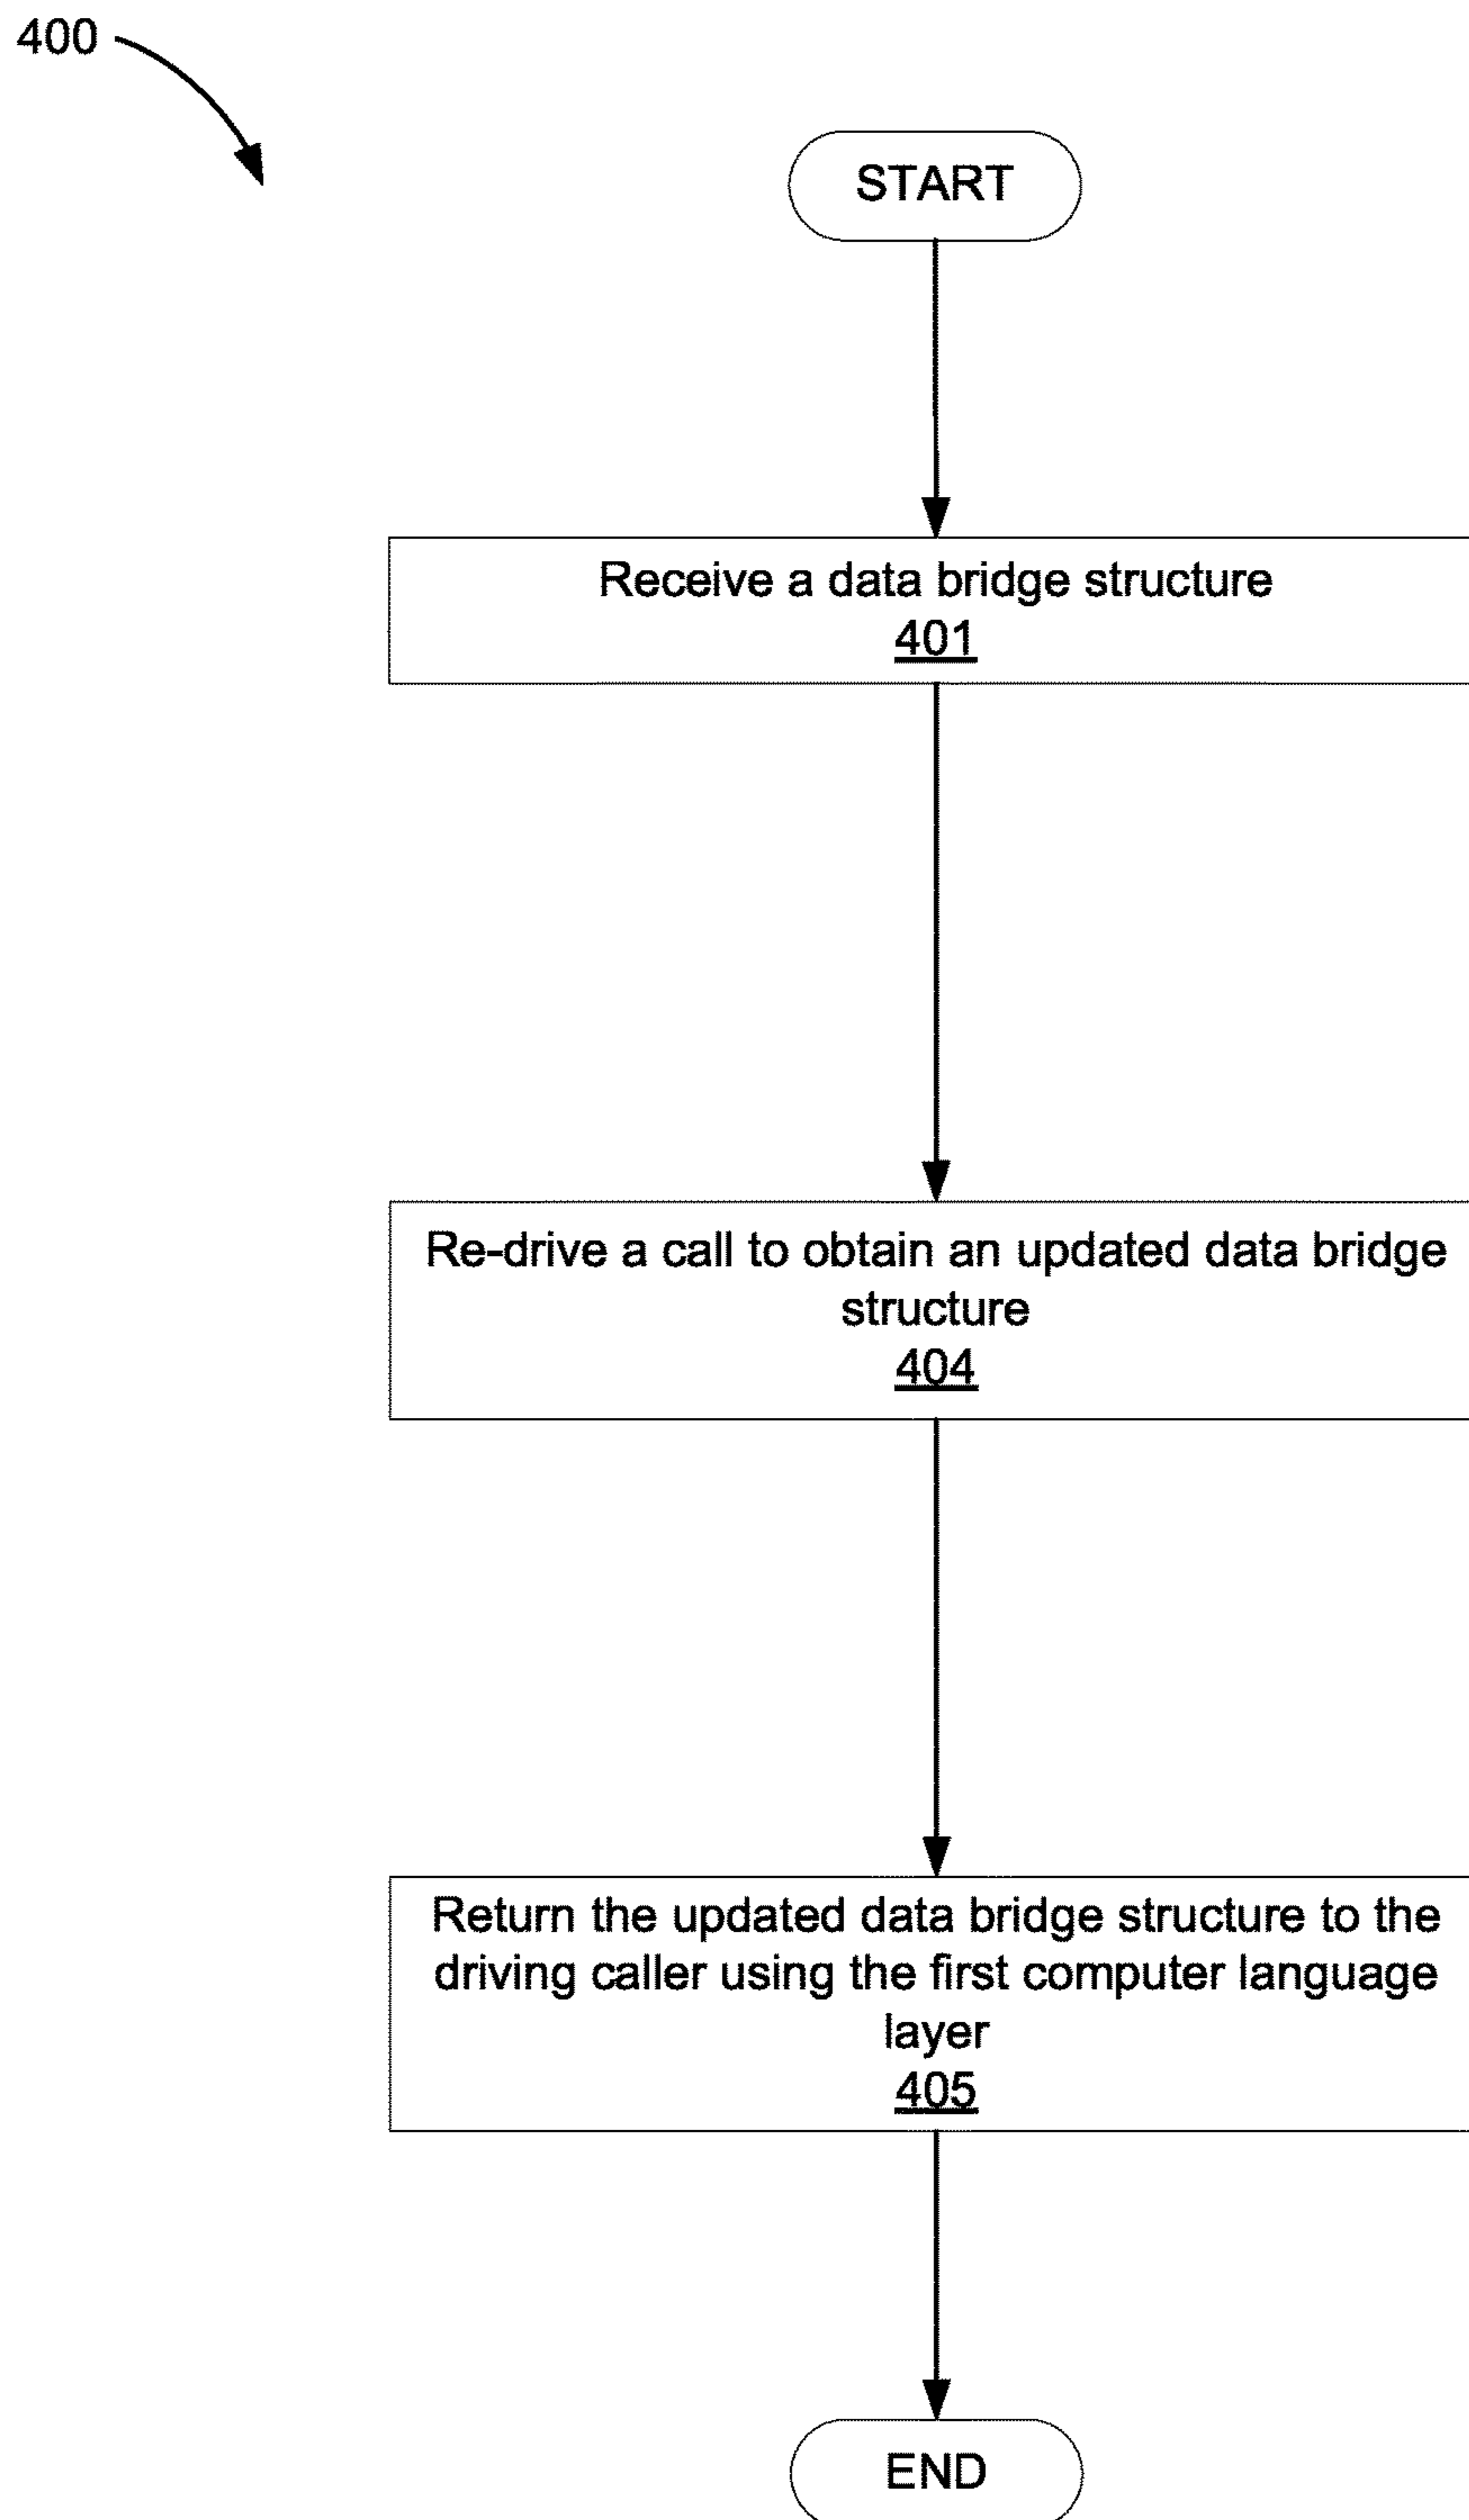 400
START
Receive a data bridge structure
401
Re-drive a call to obtain an updated data bridge
structure
404
Return the updated data bridge structure to the
driving caller using the first computer language
layer
405
END